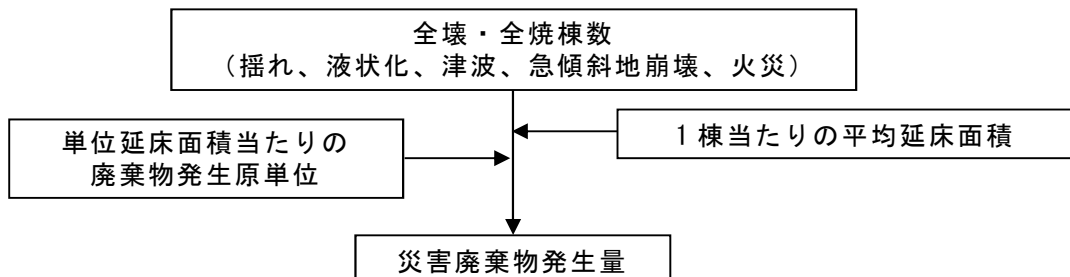 全壊・全焼棟数
（揺れ、液状化、津波、急傾斜地崩壊、火災）
１棟当たりの平均延床面積
単位延床面積当たりの
廃棄物発生原単位
災害廃棄物発生量